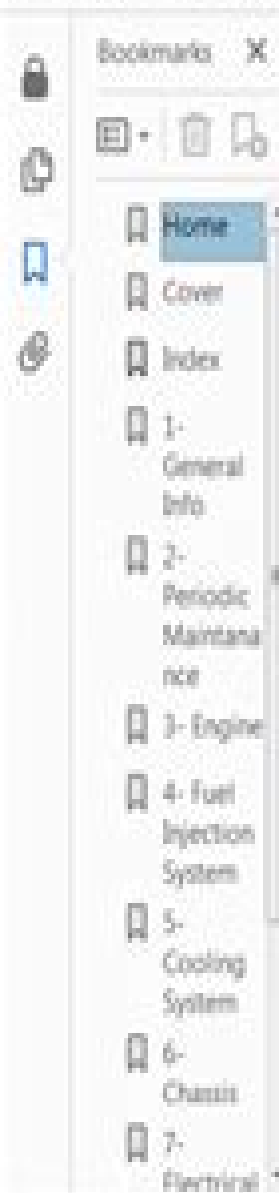 Bookmarks X
Home
Cover
Index
1-
General
Info
2-
Periodic
Maintana
nce
3- Engine
4- Fuel
Injection
System
5-
Cooling
System
6-
Chassis
7-
Electrical